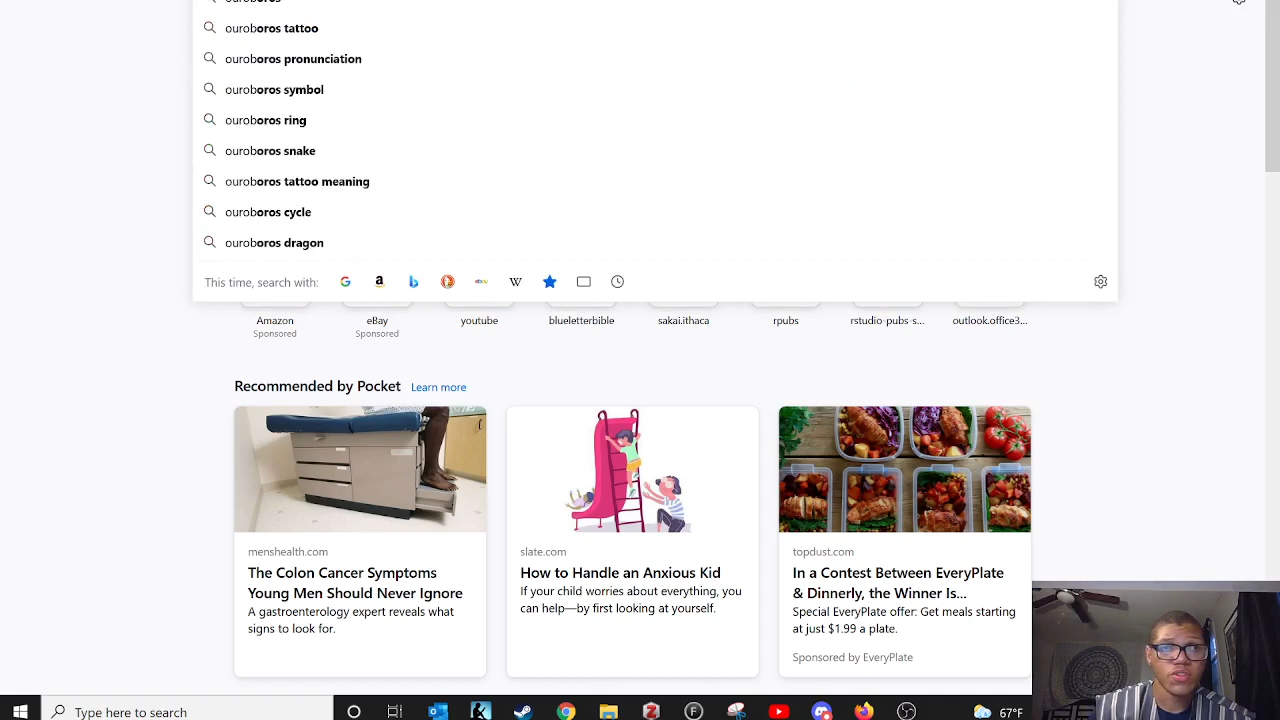 ouroboros
ouroboros tattoo
ouroboros pronunciation
ouroboros symbol
ouroboros ring
ouroboros snake
ouroboros tattoo meaning
ouroboros cycle
ouroboros dragon
This time, search with:
Amazon
Sponsored
eBay
Sponsored
youtube
blueletterbible
sakai.ithaca
rpubs
rstudio-pubs-s...
outlook.office3...
Recommended by Pocket Learn more
menshealth.com
The Colon Cancer Symptoms
Young Men Should Never Ignore
A gastroenterology expert reveals what
signs to look for.
slate.com
How to Handle an Anxious Kid
If your child worries about everything, you
can help—by first looking at yourself.
topdust.com
In a Contest Between EveryPlate
& Dinnerly, the Winner Is...
Special EveryPlate offer: Get meals starting
at just $1.99 a plate.
Sponsored by EveryPlate
Type here to search
67°F